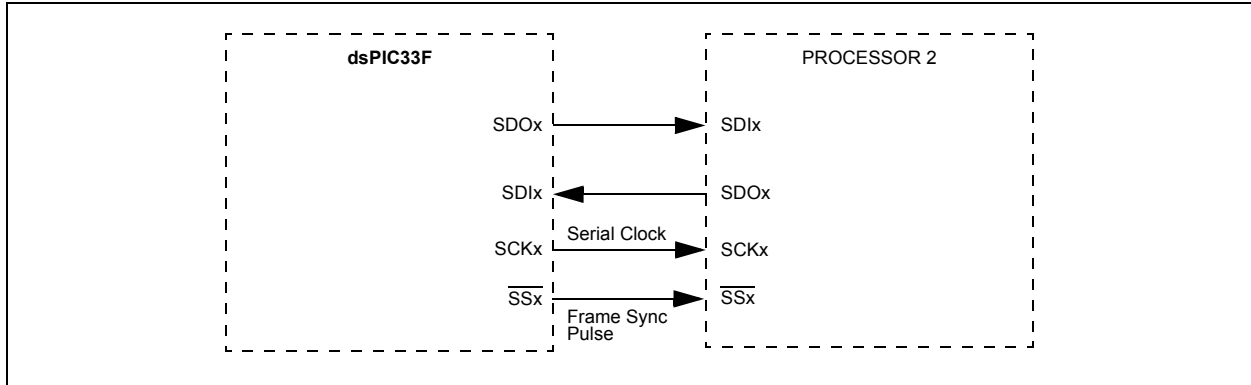 dsPIC33F
PROCESSOR 2
SDOx
SDIx
SDIx
SDOx
Serial Clock
SCKx
SCKx
SSx
SSx
Frame Sync
Pulse